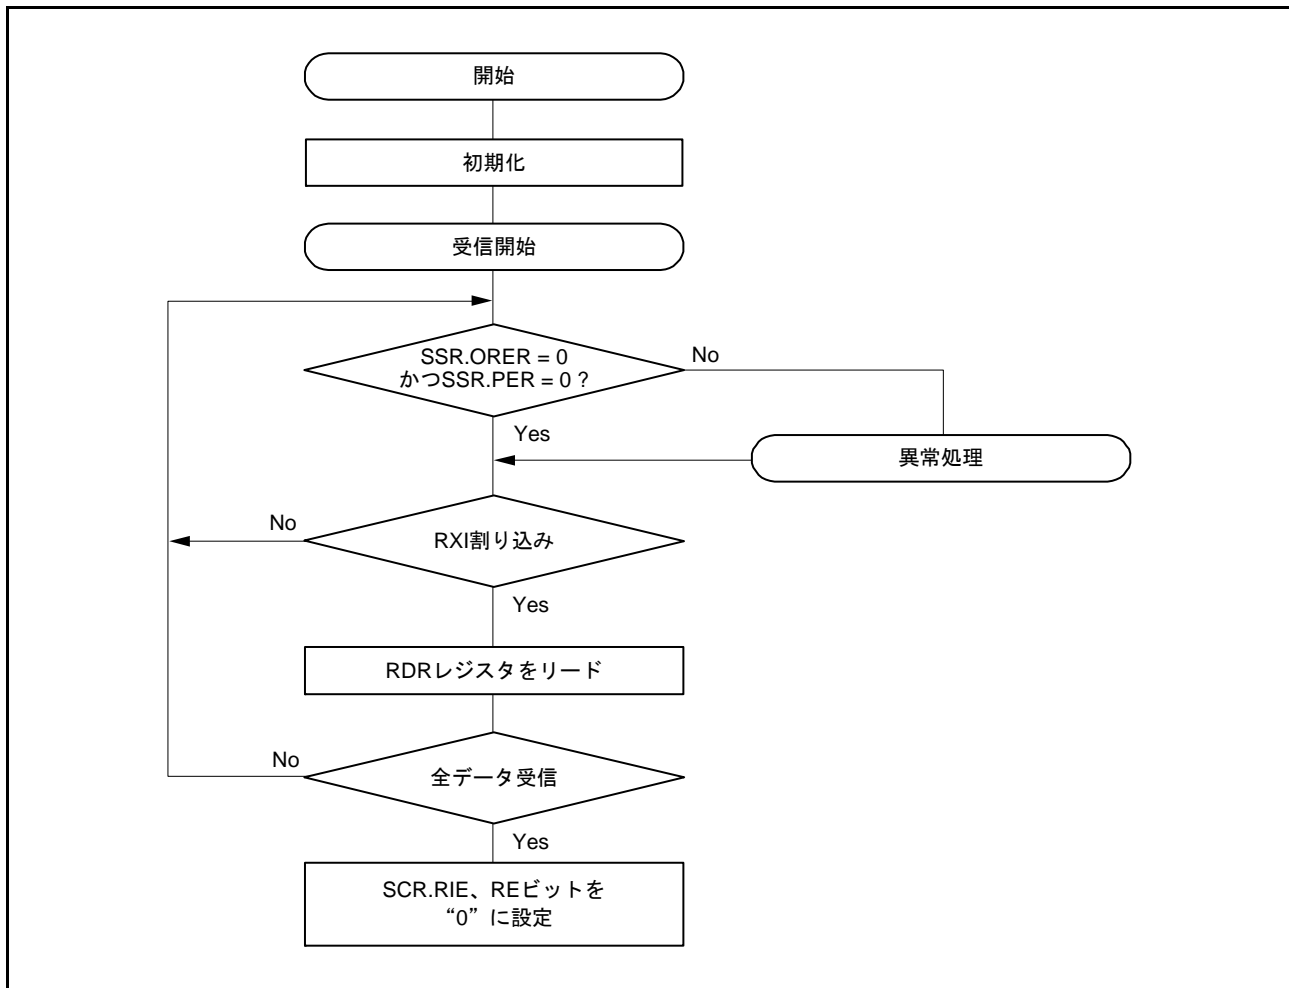 開始
初期化
受信開始
SSR.ORER = 0
かつSSR.PER = 0 ?
No
Yes
異常処理
No
RXI割り込み
Yes
RDRレジスタをリード
No
全データ受信
Yes
SCR.RIE、REビットを
“0”に設定